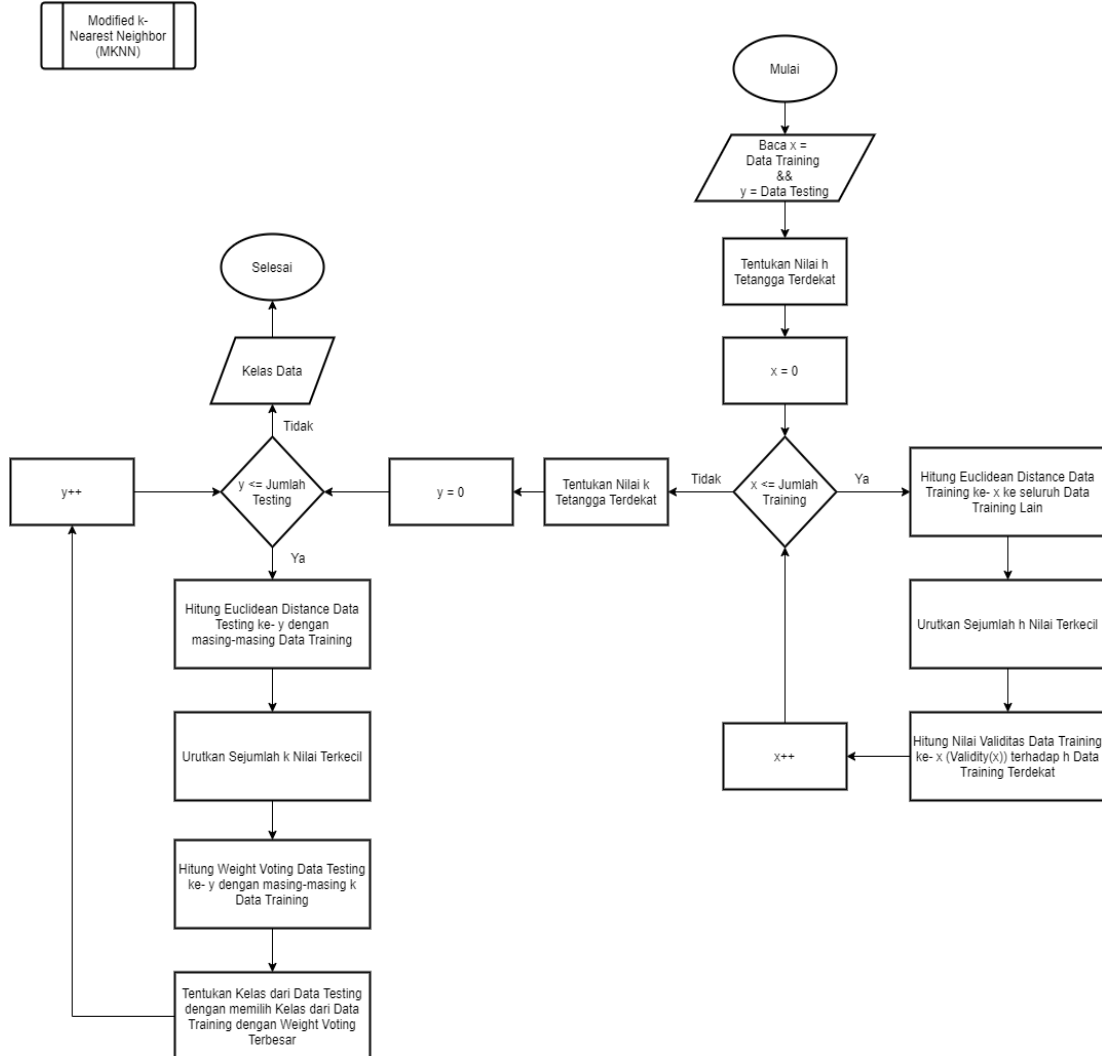 Modified k-
Nearest Neighbor
(MKNN)
Mulai
Baca x =
Data Training
&&
y = Data Testing
Tentukan Nilai h
Tetangga Terdekat
x = 0
x <= Jumlah
Training
Ya
Hitung Euclidean Distance Data
Training ke- x ke seluruh Data
Training Lain
Urutkan Sejumlah h Nilai Terkecil
Hitung Nilai Validitas Data Training
ke- x (Validity(x)) terhadap h Data
Training Terdekat
x++
Tidak
Tentukan Nilai k
Tetangga Terdekat
y = 0
y <= Jumlah
Testing
Ya
Hitung Euclidean Distance Data
Testing ke- y dengan
masing-masing Data Training
Urutkan Sejumlah k Nilai Terkecil
Hitung Weight Voting Data Testing
ke- y dengan masing-masing k
Data Training
Tentukan Kelas dari Data Testing
dengan memilih Kelas dari Data
Training dengan Weight Voting
Terbesar
y++
Tidak
Kelas Data
Selesai